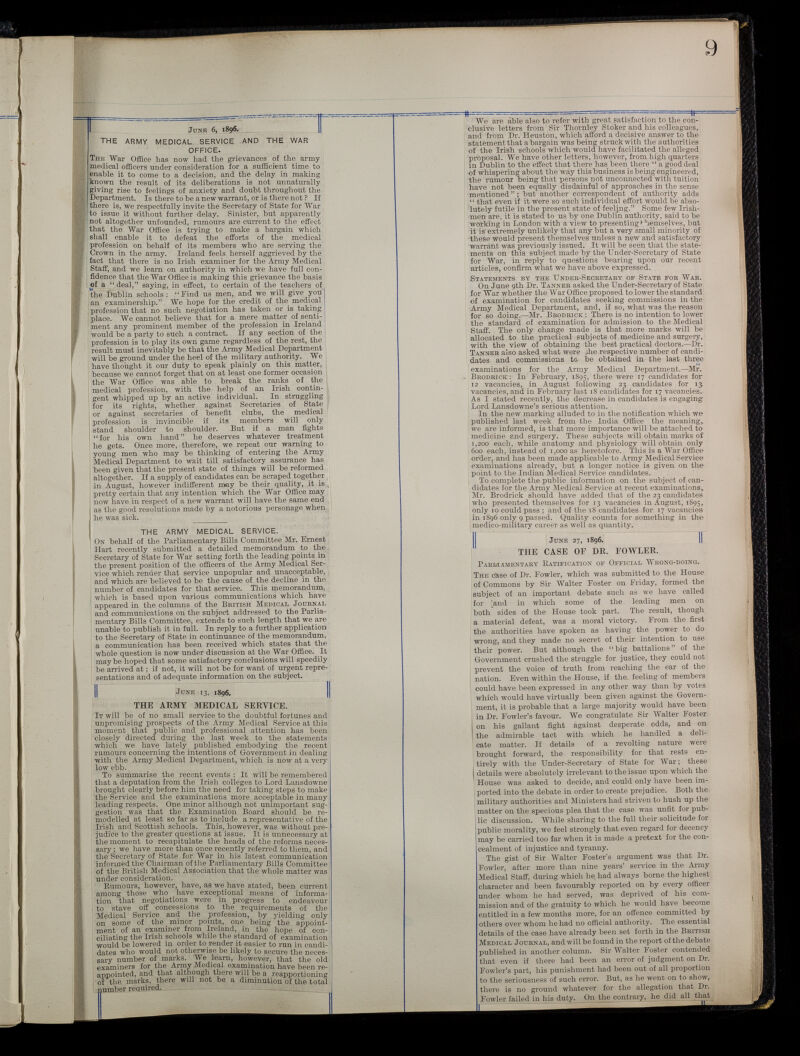 9
JUNE 6, 1896.
THE ARMY MEDICAL SERVICE AND THE WAR
OFFICE.
THE War Office has now had the grievances of the army
medical officers under consideration for a sufficient time to
enable it to come to a decision, and the delay in making
known the result of its deliberations is not unnaturally
giving rise to feelings of anxiety and doubt throughout the
Department. Is there to be a new warrant, or is there not? If
there is, we respectfully invite the Secretary of State for War
to issue it without further delay. Sinister, but apparently
not altogether unfounded, rumours are current to the effect
that the War Office is trying to make a bargain which
shall enable it to defeat the efforts of the medical
profession on behalf of its members who are serving the
Crown in the army. Ireland feels herself aggrieved by the
fact that there is no Irish examiner for the Army Medical
Staff, and we learn on authority in which we have full con-
fidence that the War Office is making this grievance the basis
of a "deal," saying, in effect, to certain of the teachers of
the Dublin schools: "Find us men, and we will give you
an examinership." We hope for the credit of the medical
profession that no such negotiation has taken or is taking
place. We cannot believe that for a mere matter of senti-
ment any prominent member of the profession in Ireland
would be a party to such a contract. If any section of the
profession is to play its own game regardless of the rest, the
result must inevitably be that the Army Medical Department
will be ground under the heel of the military authority. We
have thought it our duty to speak plainly on this matter,
because we cannot forget that on at least one former occasion
the War Office was able to break the ranks of the
medical profession, with the help of an Irish contin-
gent whipped up by an active individual. In struggling
for its rights, whether against Secretaries of State
or against secretaries of benefit clubs, the medical
profession is invincible if its members will only
stand shoulder to shoulder. But if a man fights
"for his own hand" he deserves whatever treatment
he gets. Once more, therefore, we repeat our warning to
young men who may be thinking of entering the Army
Medical Department to wait till satisfactory assurance has
been given that the present state of things will be reformed
altogether. If a supply of candidates can be scraped together
in August, however indifferent may be their quality, it is
pretty certain that any intention which the War Office may
now have in respect of a new warrant will have the same end
as the good resolutions made by a notorious personage when
he was sick.
THE ARMY MEDICAL SERVICE.
ON behalf of the Parliamentary Bills Committee Mr. Ernest
Hart recently submitted a detailed memorandum to the
Secretary of State for War setting forth the leading points in
the present position of the officers of the Army Medical Ser-
vice which render that service unpopular and unacceptable,
and which are believed to be the cause of the decline in the
number of candidates for that service. This memorandum,
which is based upon various communications which have
appeared in the columns of the BRITISH MEDICAL JOURNAL
and communications on the subject addressed to the Parlia-
mentary Bills Committee, extends to such length that we are
unable to publish it in full. In reply to a further application
to the Secretary of State in continuance of the memorandum,
a communication has been received which states that the
whole question is now under discussion at the War Office. It
may be hoped that some satisfactory conclusions will speedily
be arrived at; if not, it will not be for want of urgent repre-
sentations and of adequate information on the subject.
JUNE 13, 1896.
THE ARMY MEDICAL SERVICE.
IT will be of no small service to the doubtful fortunes and
unpromising prospects of the Army Medical Service at this
moment that public and professional attention has been
closely directed during the last week to the statements
which we have lately published embodying the recent
rumours concerning the intentions of Government in dealing
with the Army Medical Department, which is now at a very
low ebb.
To summarise the recent events: It will be remembered
that a deputation from the Irish colleges to Lord Lansdowne
brought clearly before him the need for taking steps to make
the Service and the examinations more acceptable in many
leading respects. One minor although not unimportant sug-
gestion was that the Examination Board should be re-
modelled at least so far as to include a representative of the
Irish and Scottish schools. This, however, was without pre-
judice to the greater questions at issue. It is unnecessary at
the moment to recapitulate the heads of the reforms neces-
sary; we have more than once recently referred to them, and
the Secretary of State for War in his latest communication
informed the Chairman of the Parliamentary Bills Committee
of the British Medical Association that the whole matter was
under consideration.
Rumours, however, have, as we have stated, been current
among those who have exceptional means of informa-
tion that negotiations were in progress to endeavour
to stave off concessions to the requirements of the
Medical Service and the profession, by yielding only
on some of the minor points, one being the appoint-
ment of an examiner from Ireland, in the hope of con-
ciliating the Irish schools while the standard of examination
would be lowered in order to render it easier to run in candi-
dates who would not otherwise be likely to secure the neces-
sary number of marks. We learn, however, that the old
examiners for the Army Medical examination have been re-
appointed, and that although there will be a reapportioning
of the marks, there will not be a diminution of the total
number required.
We are able also to refer with great satisfaction to the con-
clusive letters from Sir Thornley Stoker and his colleagues,
and from Dr. Heuston, which afford a decisive answer to the
statement that a bargain was being struck with the authorities
of the Irish schools which would have facilitated the alleged
proposal. We have other letters, however, from high quarters
in Dublin to the effect that there has been there "a good deal
of whispering about the way this business is being engineered,
the rumour being that persons not unconnected with tuition
have not been equally disdainful of approaches in the sense
mentioned"; but another correspondent of authority adds
"that even if it were so such individual effort would be abso-
lutely futile in the present state of feeling." Some few Irish-
men are, it is stated to us by one Dublin authority, said to be
working in London with a view to presenting themselves, but
it is extremely unlikely that any but a very small minority of
these would present themselves unless a new and satisfactory
warrant was previously issued. It will be seen that the state-
ments on this subject made by the Under-Secretary of State
for War, in reply to questions bearing upon our recent
articles, confirm what we have above expressed.
STATEMENTS BY THE UNDER-SECRETARY OF STATE FOR WAR.
On June 9th Dr. TANNER asked the Under-Secretary of State
for War whether the War Office proposed to lower the standard
of examination for candidates seeking commissions in the
Army Medical Department, and, if so, what was the reason
for so doing.—Mr. BRODRICK: There is no intention to lower
the standard of examination for admission to the Medical
Staff. The only change made is that more marks will be
allocated to the practical subjects of medicine and surgery,
with the view of obtaining the best practical doctors.—Dr.
TANNER also asked what were the respective number of candi-
dates and commissions to be obtained in the last three
examinations for the Army Medical Department.—Mr.
BRODRICK: In February, 1895, there were 17 candidates for
12 vacancies, in August following 23 candidates for 13
vacancies, and in February last 18 candidates for 17 vacancies.
As I stated recently, the decrease in candidates is engaging
Lord Lansdowne's serious attention.
In the new marking alluded to in the notification which we
published last week from the India Office the meaning,
we are informed, is that more importance will be attached to
medicine and surgery. These subjects will obtain marks of
1,200 each, while anatomy and physiology will obtain only
600 each, instead of 1,000 as heretofore. This is a War Office
order, and has been made applicable to Army Medical Service
examinations already, but a longer notice is given on the
point to the Indian Medical Service candidates.
To complete the public information on the subject of can-
didates for the Army Medical Service at recent examinations,
Mr. Brodrick should have added that of the 23 candidates
who presented themselves for 13 vacancies in August, 1895,
only 10 could pass; and of the 18 candidates for 17 vacancies
in 1896 only 9 passed. Quality counts for something in the
medico-military career as well as quantity.
JUNE 27, 1896.
THE CASE OF DR. FOWLER.
PARLIAMENTARY RATIFICATION OF OFFICIAL WRONG-DOING.
THE case of Dr. Fowler, which was submitted to the House
of Commons by Sir Walter Foster on Friday, formed the
subject of an important debate such as we have called
for and in which some of the leading men on
both sides of the House took part. The result, though
a material defeat, was a moral victory. From the first
the authorities have spoken as having the power to do
wrong, and they made no secret of their intention to use
their power. But although the "big battalions" of the
Government crushed the struggle for justice, they could not
prevent the voice of truth from reaching the ear of the
nation. Even within the House, if the feeling of members
could have been expressed in any other way than by votes
which would have virtually been given against the Govern-
ment, it is probable that a large majority would have been
in Dr. Fowler's favour. We congratulate Sir Walter Foster
on his gallant fight against desperate odds, and on
the admirable tact with which he handled a deli-
cate matter. If details of a revolting nature were
brought forward, the responsibility for that rests en-
tirely with the Under-Secretary of State for War; these
details were absolutely irrelevant to the issue upon which the
House was asked to decide, and could only have been im-
ported into the debate in order to create prejudice. Both the
military authorities and Ministers had striven to hush up the
matter on the specious plea that the case was unfit for pub-
lic discussion. While sharing to the full their solicitude for
public morality, we feel strongly that even regard for decency
may be carried too far when it is made a pretext for the con-
cealment of injustice and tyranny.
The gist of Sir Walter Foster's argument was that Dr.
Fowler, after more than nine years' service in the Army
Medical Staff, during which he had always borne the highest
character and been favourably reported on by every officer
under whom he had served, was deprived of his com-
mission and of the gratuity to which he would have become
entitled in a few months more, for an offence committed by
others over whom he had no official authority. The essential
details of the case have already been set forth in the BRITISH
MEDICAL JOURNAL, and will be found in the report of the debate
published in another column. Sir Walter Foster contended
that even if there had been an error of judgment on Dr.
Fowler's part, his punishment had been out of all proportion
to the seriousness of such error. But, as he went on to show,
there is no ground whatever for the allegation that Dr.
Fowler failed in his duty. On the contrary, he did all that